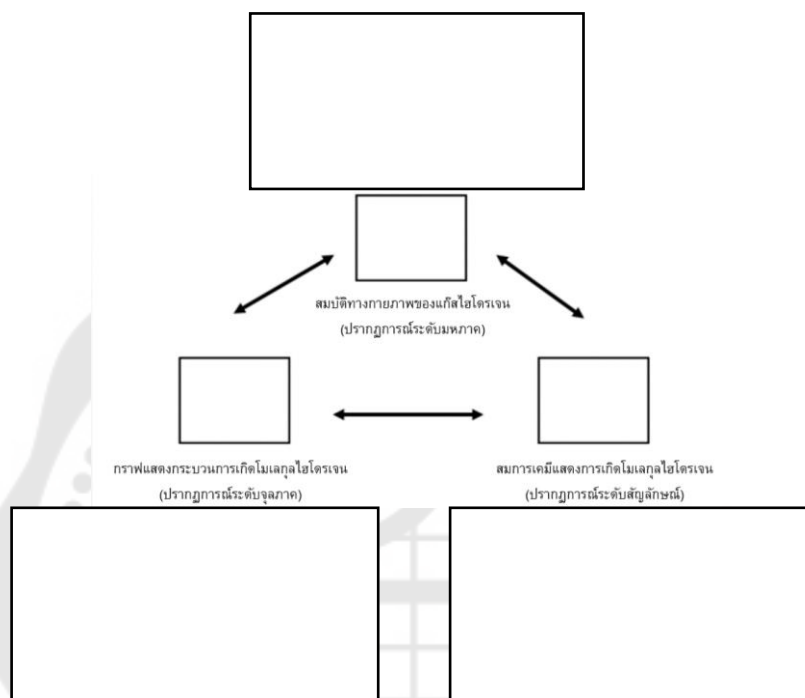 สมบัติทางกายภาพของแก๊สไฮโดรเจน
(ปรากฏการณ์ระดับมหภาค)
กราฟแสดงกระบวนการเกิดโมเลกุลไฮโดรเจน
(ปรากฏการณ์ระดับจุลภาค)
สมการเคมีแสดงการเกิดโมเลกุลไฮโดรเจน
(ปรากฏการณ์ระดับสัญลักษณ์)